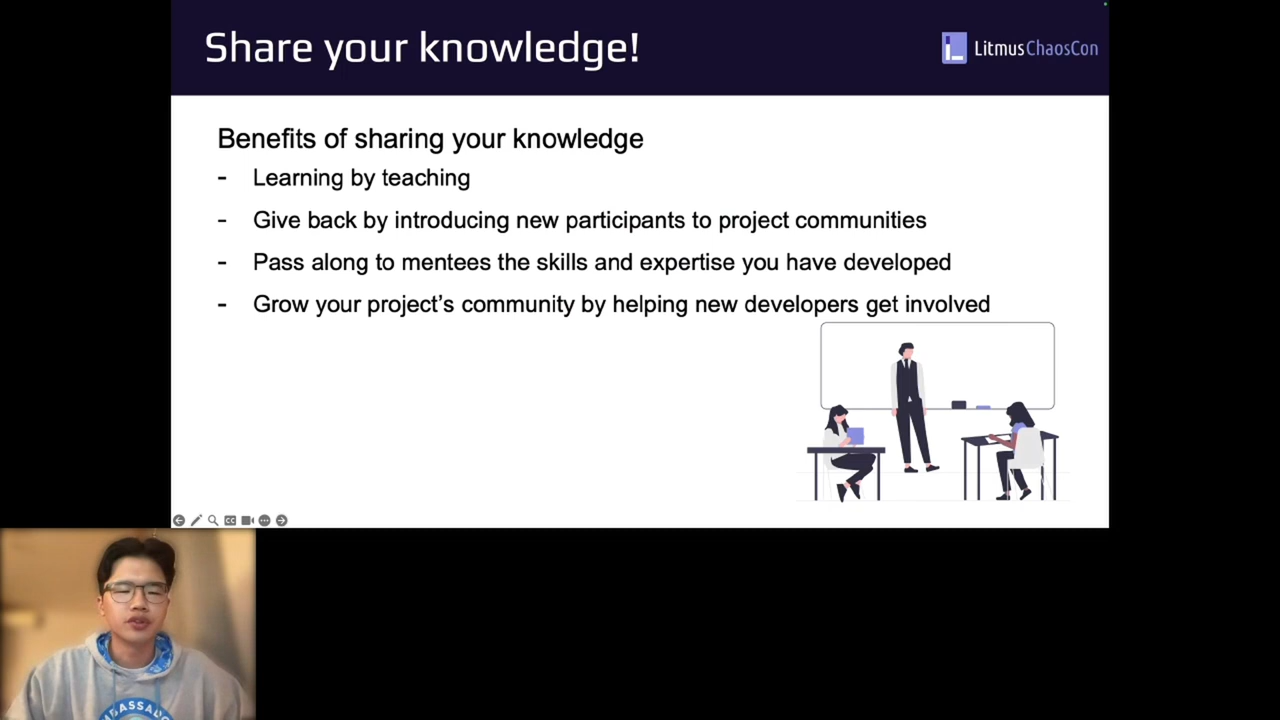 Share your knowledge!
LitmusChaosCon
Benefits of sharing your knowledge
- Learning by teaching
- Give back by introducing new participants to project communities
- Pass along to mentees the skills and expertise you have developed
- Grow your project's community by helping new developers get involved
CC